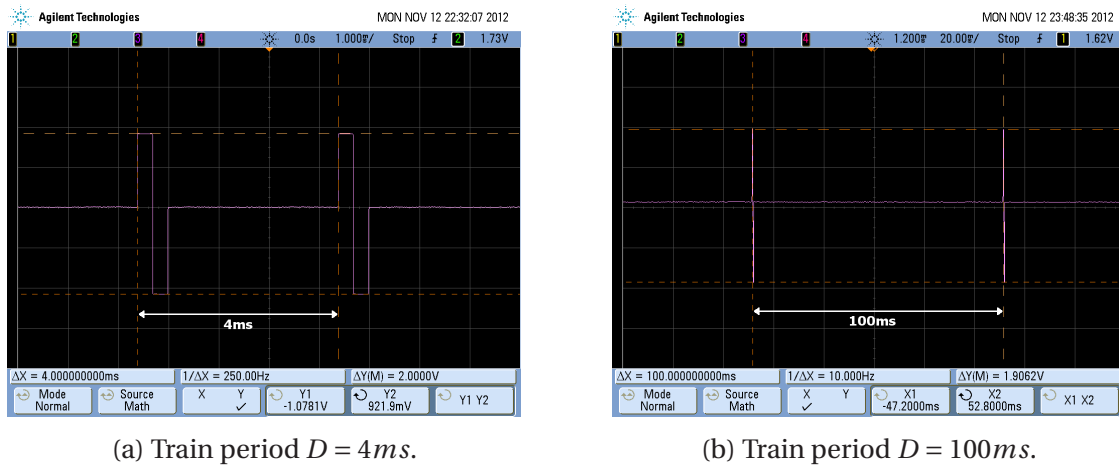 Agilent Technologies MON NOV 12 22:32:07 2012
1 2 3 4 0.0s 1.000m/ Stop 2 1.73V
4ms
ΔX = 4.000000000ms 1/ΔX = 250.00Hz ΔY(M) = 2.0000V
Mode Normal Source Math X Y ✓ Y1 -1.0781V Y2 921.9mV Y1 Y2
(a) Train period D = 4ms.
Agilent Technologies MON NOV 12 23:48:35 2012
1 2 3 4 1.200m 20.00m/ Stop 1 1.62V
100ms
ΔX = 100.000000000ms 1/ΔX = 10.000Hz ΔY(M) = 1.9062V
Mode Normal Source Math X ✓ Y X1 -47.2000ms X2 52.8000ms X1 X2
(b) Train period D = 100ms.